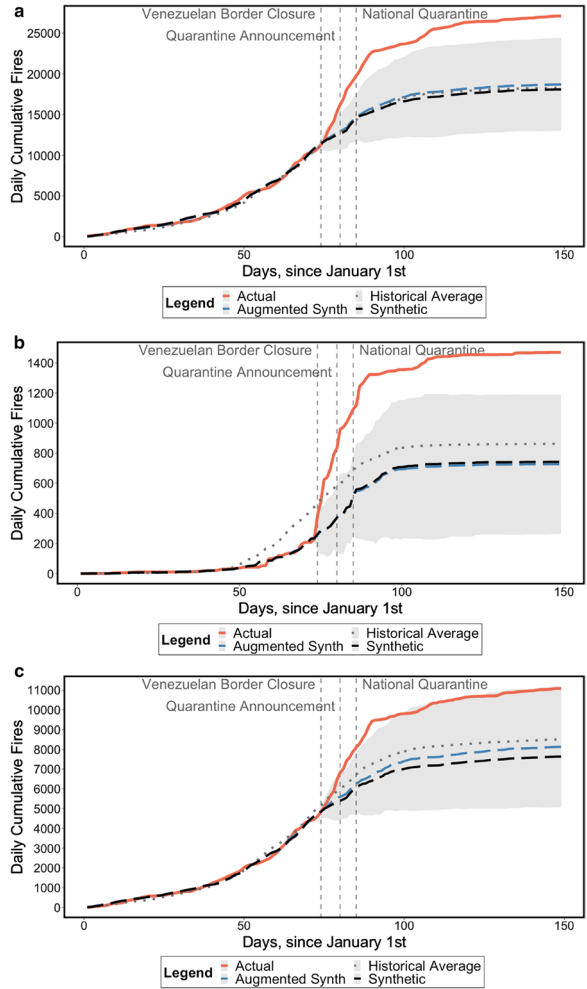 a
Venezuelan Border Closure
National Quarantine
Quarantine Announcement
25000
20000
15000
10000
5000
0
Daily Cumulative Fires
0
50
100
150
Days, since January 1st
Legend
Actual
Historical Average
Augmented Synth
Synthetic
b
Venezuelan Border Closure
National Quarantine
Quarantine Announcement
1400
1200
1000
800
600
400
200
0
Daily Cumulative Fires
0
50
100
150
Days, since January 1st
Legend
Actual
Historical Average
Augmented Synth
Synthetic
c
Venezuelan Border Closure
National Quarantine
Quarantine Announcement
11000
10000
9000
8000
7000
6000
5000
4000
3000
2000
1000
0
Daily Cumulative Fires
0
50
100
150
Days, since January 1st
Legend
Actual
Historical Average
Augmented Synth
Synthetic